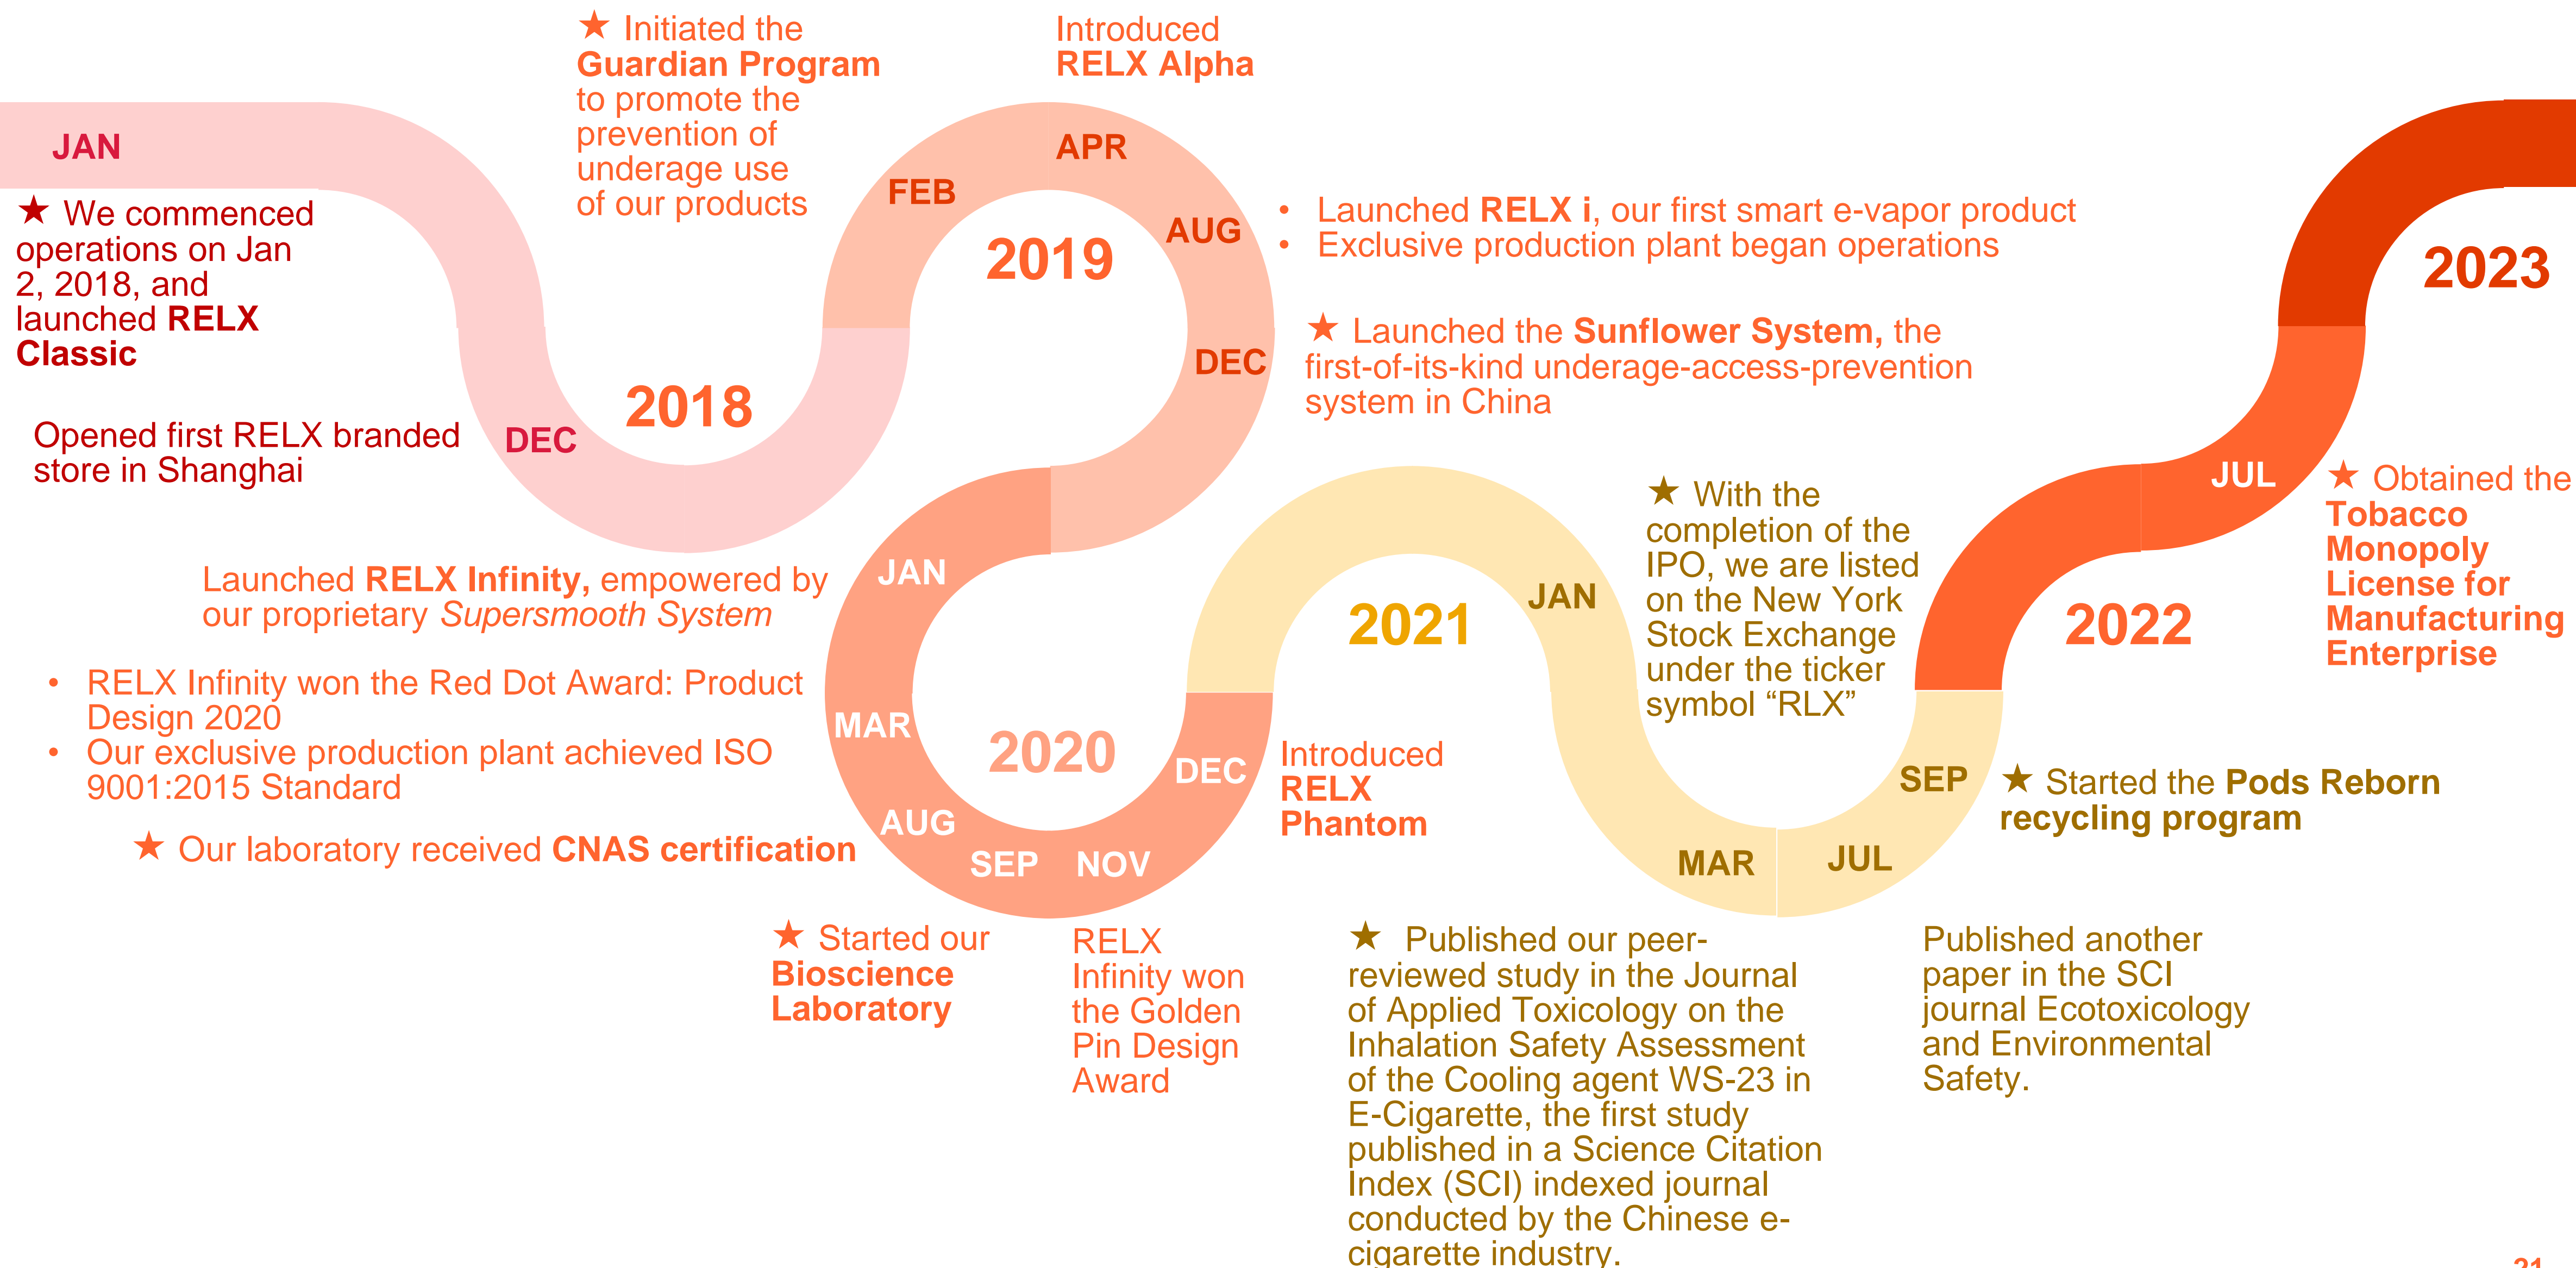 JAN
★ We commenced
operations on Jan
2, 2018, and
launched RELX
Classic
Opened first RELX branded
store in Shanghai
DEC
2018
★ Initiated the
Guardian Program
to promote the
prevention of
underage use
of our products
FEB
Introduced
RELX Alpha
APR
2019
AUG
• Launched RELX i, our first smart e-vapor product
• Exclusive production plant began operations
DEC
★ Launched the Sunflower System, the
first-of-its-kind underage-access-prevention
system in China
JAN
Launched RELX Infinity, empowered by
our proprietary Supersmooth System
MAR
• RELX Infinity won the Red Dot Award: Product
Design 2020
• Our exclusive production plant achieved ISO
9001:2015 Standard
2020
AUG
★ Our laboratory received CNAS certification
SEP
★ Started our
Bioscience
Laboratory
NOV
RELX
Infinity won
the Golden
Pin Design
Award
DEC
Introduced
RELX
Phantom
2021
JAN
★ With the
completion of the
IPO, we are listed
on the New York
Stock Exchange
under the ticker
symbol “RLX”
MAR
★ Published our peer-
reviewed study in the Journal
of Applied Toxicology on the
Inhalation Safety Assessment
of the Cooling agent WS-23 in
E-Cigarette, the first study
published in a Science Citation
Index (SCI) indexed journal
conducted by the Chinese e-
cigarette industry.
JUL
Published another
paper in the SCI
journal Ecotoxicology
and Environmental
Safety.
SEP
★ Started the Pods Reborn
recycling program
2022
JUL
★ Obtained the
Tobacco
Monopoly
License for
Manufacturing
Enterprise
2023
21